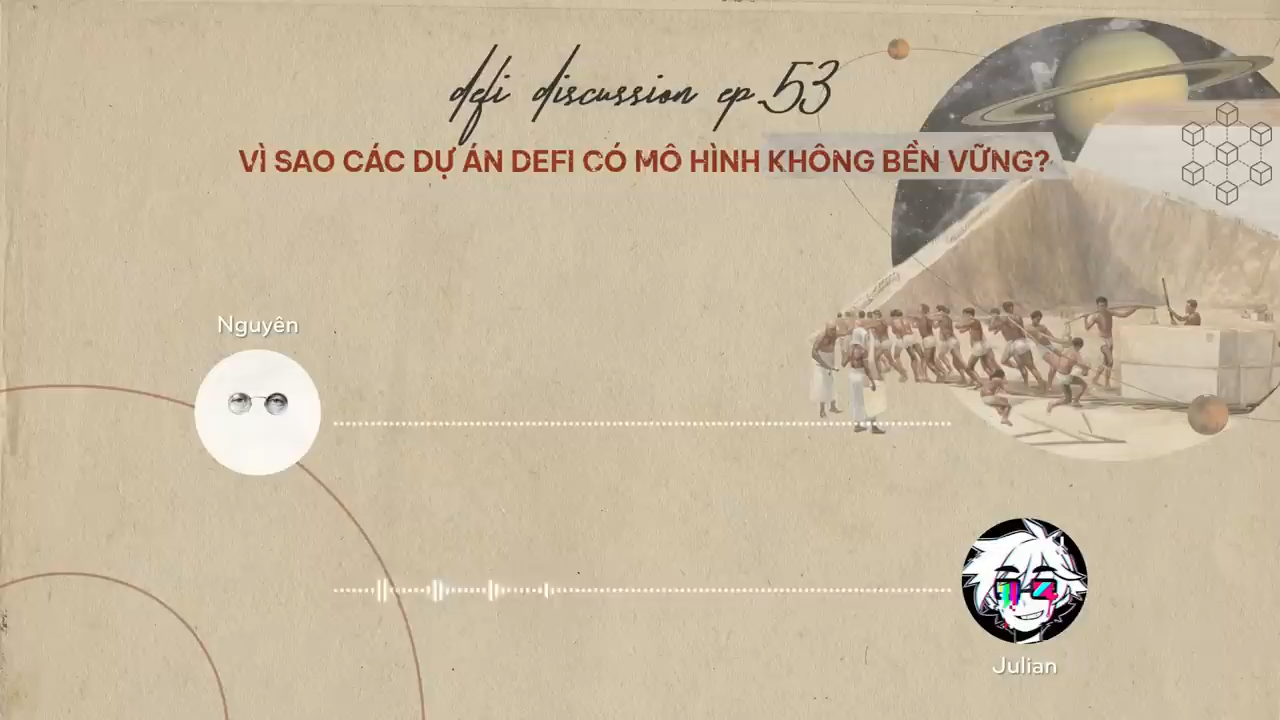 defi discussion ep.53
VÌ SAO CÁC DỰ ÁN DEFI CÓ MÔ HÌNH KHÔNG BỀN VỮNG?
Nguyên
Julian